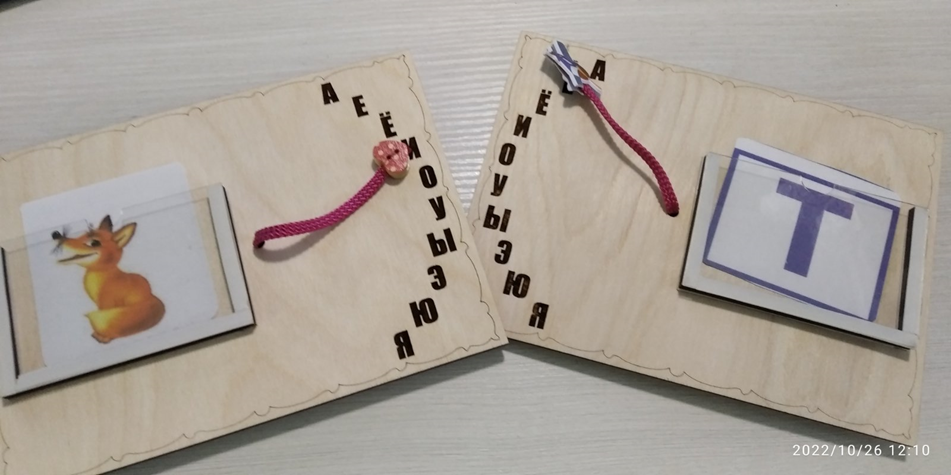 А
Е
Ё
И
О
У
Ы
Э
Ю
Я
А
Ё
И
О
У
Ы
Э
Ю
Я
Т
2022/10/26 12:10